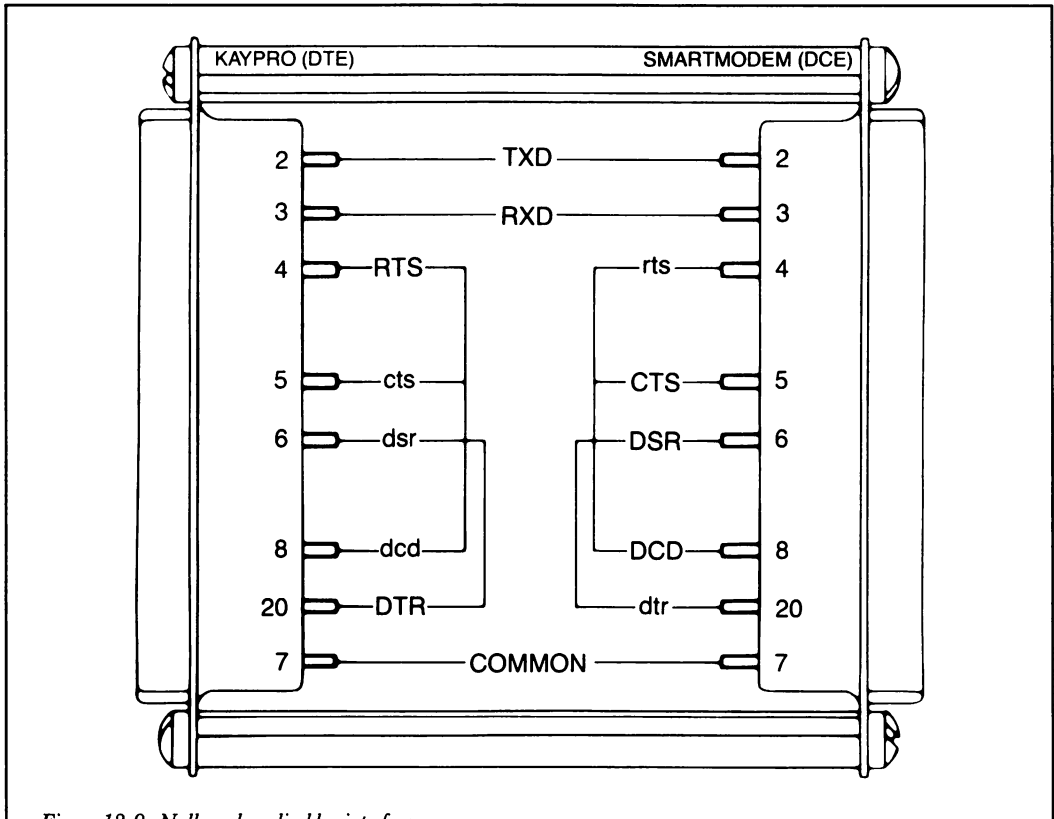 KAYPRO (DTE) SMARTMODEM (DCE)
2 TXD 2
3 RXD 3
4 RTS rts 4
5 cts CTS 5
6 dsr DSR 6
8 dcd DCD 8
20 DTR dtr 20
7 COMMON 7